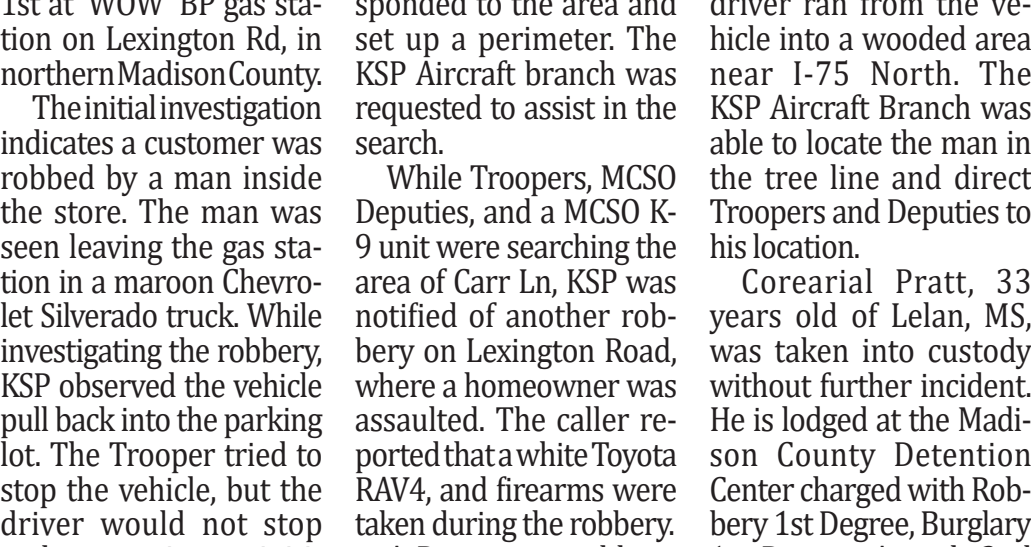 1st at "WOW" BP gas sta-
tion on Lexington Rd, in
northern Madison County.
The initial investigation
indicates a customer was
robbed by a man inside
the store. The man was
seen leaving the gas sta-
tion in a maroon Chevro-
let Silverado truck. While
investigating the robbery,
KSP observed the vehicle
pull back into the parking
lot. The Trooper tried to
stop the vehicle, but the
driver would not stop
sponded to the area and
set up a perimeter. The
KSP Aircraft branch was
requested to assist in the
search.
While Troopers, MCSO
Deputies, and a MCSO K-
9 unit were searching the
area of Carr Ln, KSP was
notified of another rob-
bery on Lexington Road,
where a homeowner was
assaulted. The caller re-
ported that a white Toyota
RAV4, and firearms were
taken during the robbery.
driver ran from the ve-
hicle into a wooded area
near I-75 North. The
KSP Aircraft Branch was
able to locate the man in
the tree line and direct
Troopers and Deputies to
his location.
Corearial Pratt, 33
years old of Lelan, MS,
was taken into custody
without further incident.
He is lodged at the Madi-
son County Detention
Center charged with Rob-
bery 1st Degree, Burglary